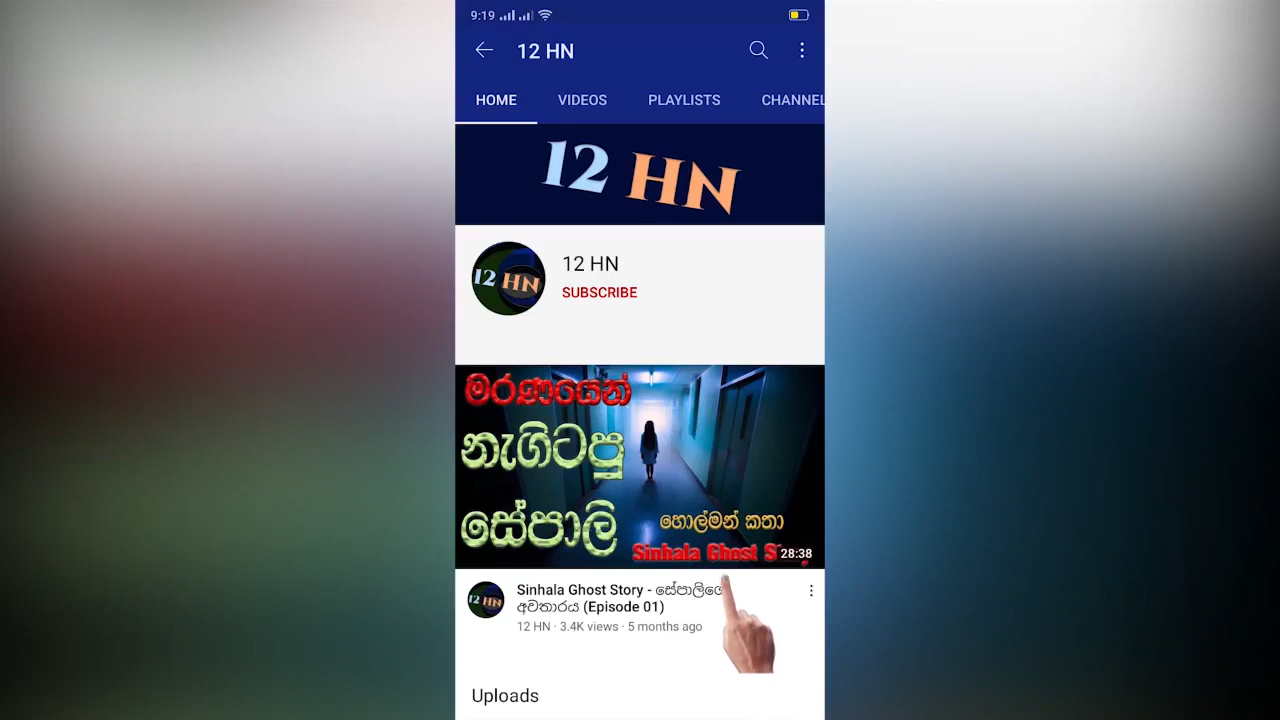 9:19
12 HN
HOME VIDEOS PLAYLISTS CHANNEL
12 HN
12 HN
12 HN
SUBSCRIBE
මරණයෙන්
නැගිටපු
සේපාලි
හොල්මන් කතා
Sinhala Ghost
28:38
12 HN
Sinhala Ghost Story - සේපාලිගේ
අවතාරය (Episode 01)
12 HN · 3.4K views · 5 months ago
Uploads